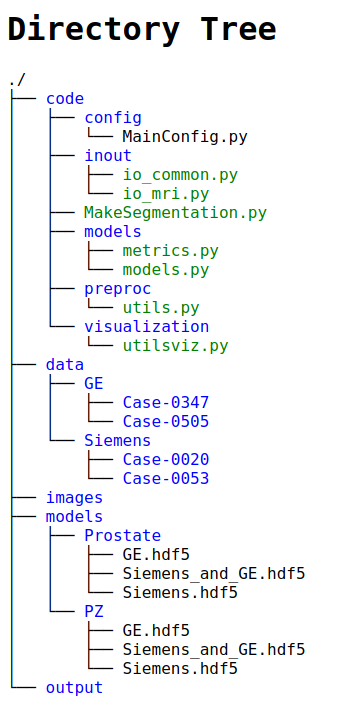 Directory Tree
./
├── code
│   ├── config
│   │   └── MainConfig.py
│   ├── inout
│   │   ├── io_common.py
│   │   └── io_mri.py
│   ├── MakeSegmentation.py
│   ├── models
│   │   ├── metrics.py
│   │   └── models.py
│   ├── preproc
│   │   └── utils.py
│   └── visualization
│       └── utilsviz.py
├── data
│   ├── GE
│   │   ├── Case-0347
│   │   └── Case-0505
│   └── Siemens
│       ├── Case-0020
│       └── Case-0053
├── images
├── models
│   ├── Prostate
│   │   ├── GE.hdf5
│   │   ├── Siemens_and_GE.hdf5
│   │   └── Siemens.hdf5
│   └── PZ
│       ├── GE.hdf5
│       ├── Siemens_and_GE.hdf5
│       └── Siemens.hdf5
└── output